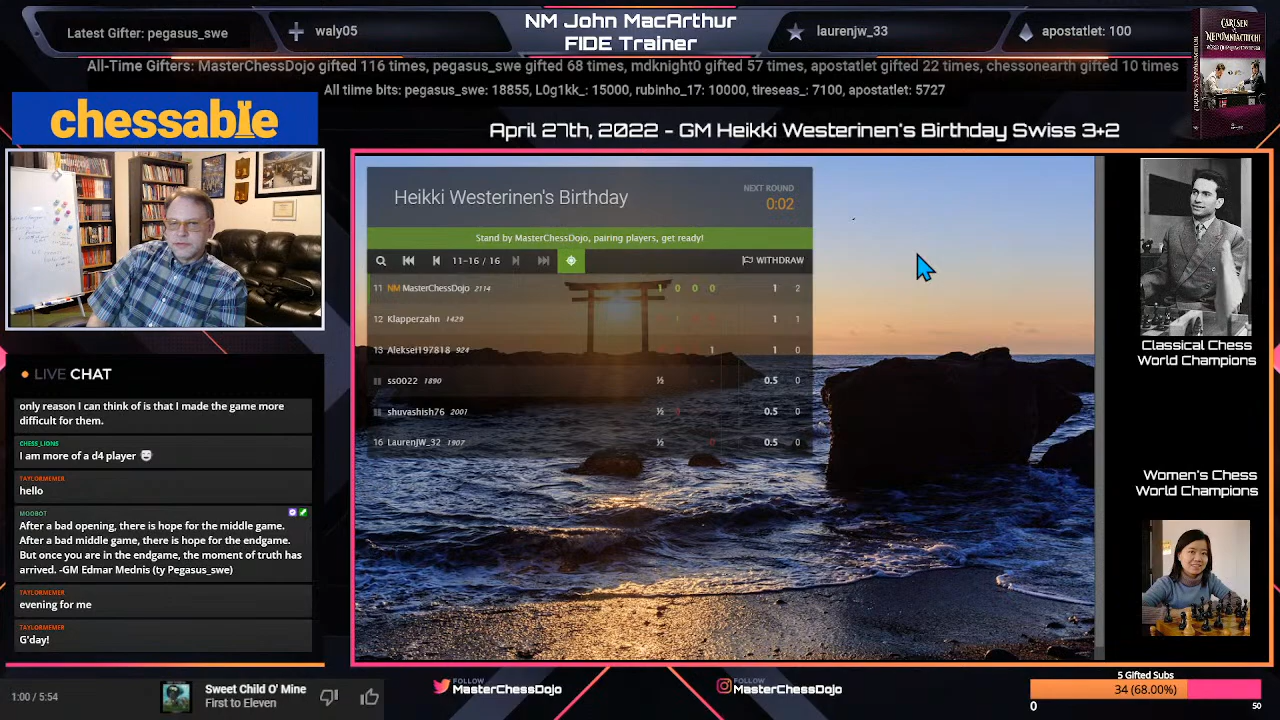 Latest Gifter: pegasus_swe
waly05
NM John MacArthur
FIDE Trainer
laurenjw_33
apostatlet: 100
All-Time Gifters: MasterChessDojo gifted 116 times, pegasus_swe gifted 68 times, mdknight0 gifted 57 times, apostatlet gifted 22 times, chessonearth gifted 10 times
All tlime bits: pegasus_swe: 18855, L0g1kk_: 15000, rubinho_17: 10000, tireseas_: 7100, apostatlet: 5727
CARLSEN
NEPOMNIACHTCHI
chessable
April 27th, 2022 - GM Heikki Westerinen's Birthday Swiss 3+2
Heikki Westerinen's Birthday
NEXT ROUND
0:02
Stand by MasterChessDojo, pairing players, get ready!
11-16 / 16
WITHDRAW
11 NM MasterChessDojo 2114 1 0 0 0 1 2
12 Klapperzahn 1429 1 1
13 Aleksei197818 924 1 1 0
ss0022 1890 ½ 0.5 0
shuvashish76 2001 ½ 0.5 0
16 LaurenJW_32 1907 ½ 0.5 0
Classical Chess
World Champions
Women's Chess
World Champions
LIVE CHAT
only reason I can think of is that I made the game more
difficult for them.
CHESS_LIONS
I am more of a d4 player
TAYLORMEMER
hello
MODBOT
After a bad opening, there is hope for the middle game.
After a bad middle game, there is hope for the endgame.
But once you are in the endgame, the moment of truth has
arrived. -GM Edmar Mednis (ty Pegasus_swe)
TAYLORMEMER
evening for me
TAYLORMEMER
G'day!
1:00 / 5:54
Sweet Child O' Mine
First to Eleven
FOLLOW
MasterChessDojo
FOLLOW
MasterChessDojo
5 Gifted Subs
34 (68.00%)
0
50